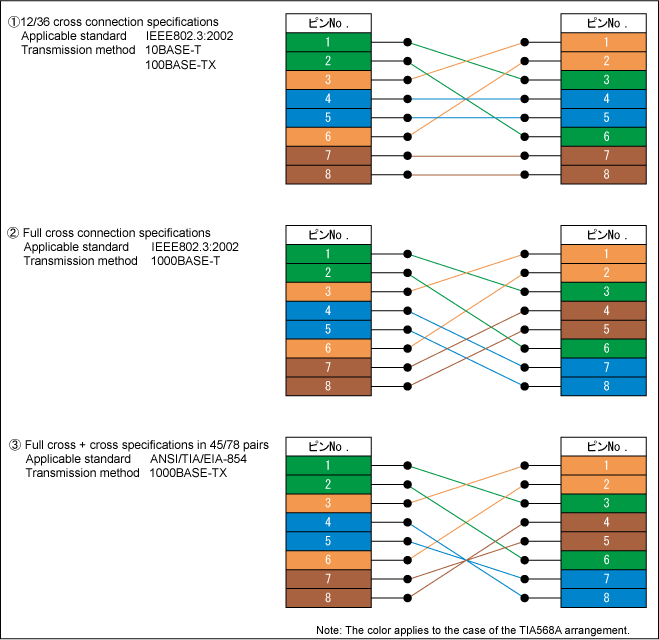 ①12/36 cross connection specifications
Applicable standard IEEE802.3:2002
Transmission method 10BASE-T
100BASE-TX
ピンNo. ピンNo.
1 1
2 2
3 3
4 4
5 5
6 6
7 7
8 8
② Full cross connection specifications
Applicable standard IEEE802.3:2002
Transmission method 1000BASE-T
ピンNo. ピンNo.
1 1
2 2
3 3
4 4
5 5
6 6
7 7
8 8
③ Full cross + cross specifications in 45/78 pairs
Applicable standard ANSI/TIA/EIA-854
Transmission method 1000BASE-TX
ピンNo. ピンNo.
1 1
2 2
3 3
4 4
5 5
6 6
7 7
8 8
Note: The color applies to the case of the TIA568A arrangement.